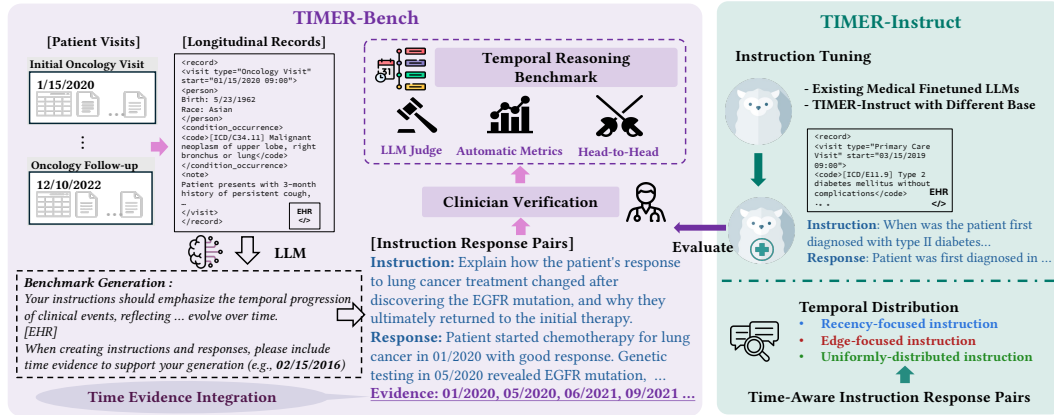 TIMER-Bench
[Patient Visits]
Initial Oncology Visit
1/15/2020
...
Oncology Follow-up
12/10/2022
...
[Longitudinal Records]
<record>
<visit type="Oncology Visit"
start="01/15/2020 09:00">
<person>
Birth: 5/23/1962
Race: Asian
</person>
<condition_occurrence>
<code>[ICD/C34.11] Malignant
neoplasm of upper lobe, right
bronchus or lung</code>
</condition_occurrence>
<note>
Patient presents with 3-month
history of persistent cough,
…
</visit>
</record>
EHR
</>
LLM
Benchmark Generation :
Your instructions should emphasize the temporal progression
of clinical events, reflecting ... evolve over time.
[EHR]
When creating instructions and responses, please include
time evidence to support your generation (e.g., 02/15/2016)
Time Evidence Integration
31
Temporal Reasoning
Benchmark
LLM Judge
Automatic Metrics
Head-to-Head
Clinician Verification
[Instruction Response Pairs]
Instruction: Explain how the patient's response
to lung cancer treatment changed after
discovering the EGFR mutation, and why they
ultimately returned to the initial therapy.
Response: Patient started chemotherapy for lung
cancer in 01/2020 with good response. Genetic
testing in 05/2020 revealed EGFR mutation, ...
Evidence: 01/2020, 05/2020, 06/2021, 09/2021 ...
Evaluate
TIMER-Instruct
Instruction Tuning
- Existing Medical Finetuned LLMs
- TIMER-Instruct with Different Base
<record>
<visit type="Primary Care
Visit" start="03/15/2019
09:00">
<code>[ICD/E11.9] Type 2
diabetes mellitus without
complications</code>
...
EHR
</>
Instruction: When was the patient first
diagnosed with type II diabetes...
Response: Patient was first diagnosed in ...
Temporal Distribution
• Recency-focused instruction
• Edge-focused instruction
• Uniformly-distributed instruction
Time-Aware Instruction Response Pairs